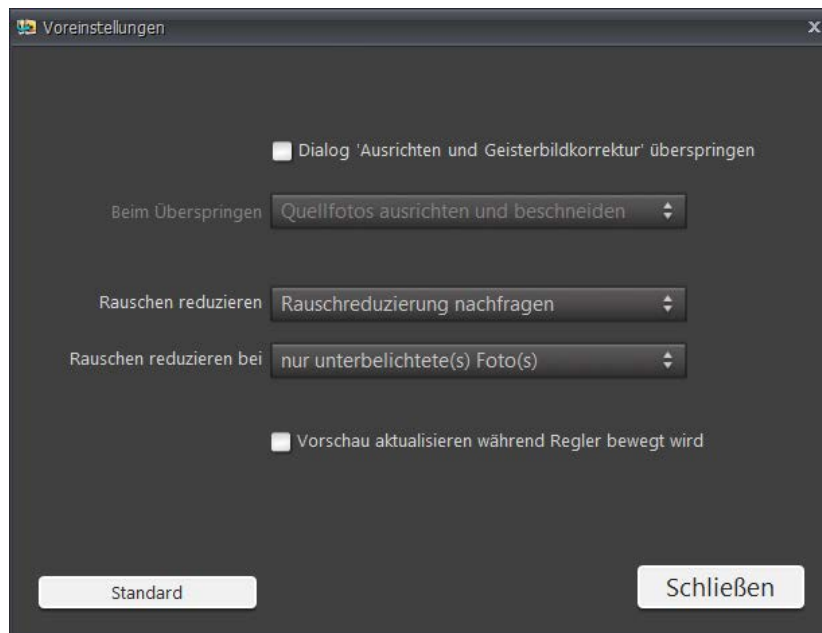 Voreinstellungen
x
Dialog 'Ausrichten und Geisterbildkorrektur' überspringen
Beim Überspringen Quellfotos ausrichten und beschneiden
Rauschen reduzieren Rauschreduzierung nachfragen
Rauschen reduzieren bei nur unterbelichtete(s) Foto(s)
Vorschau aktualisieren während Regler bewegt wird
Standard
Schließen